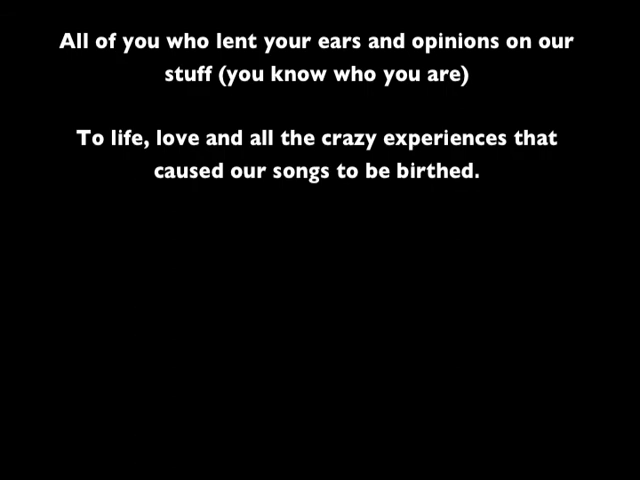 All of you who lent your ears and opinions on our
stuff (you know who you are)
To life, love and all the crazy experiences that
caused our songs to be birthed.